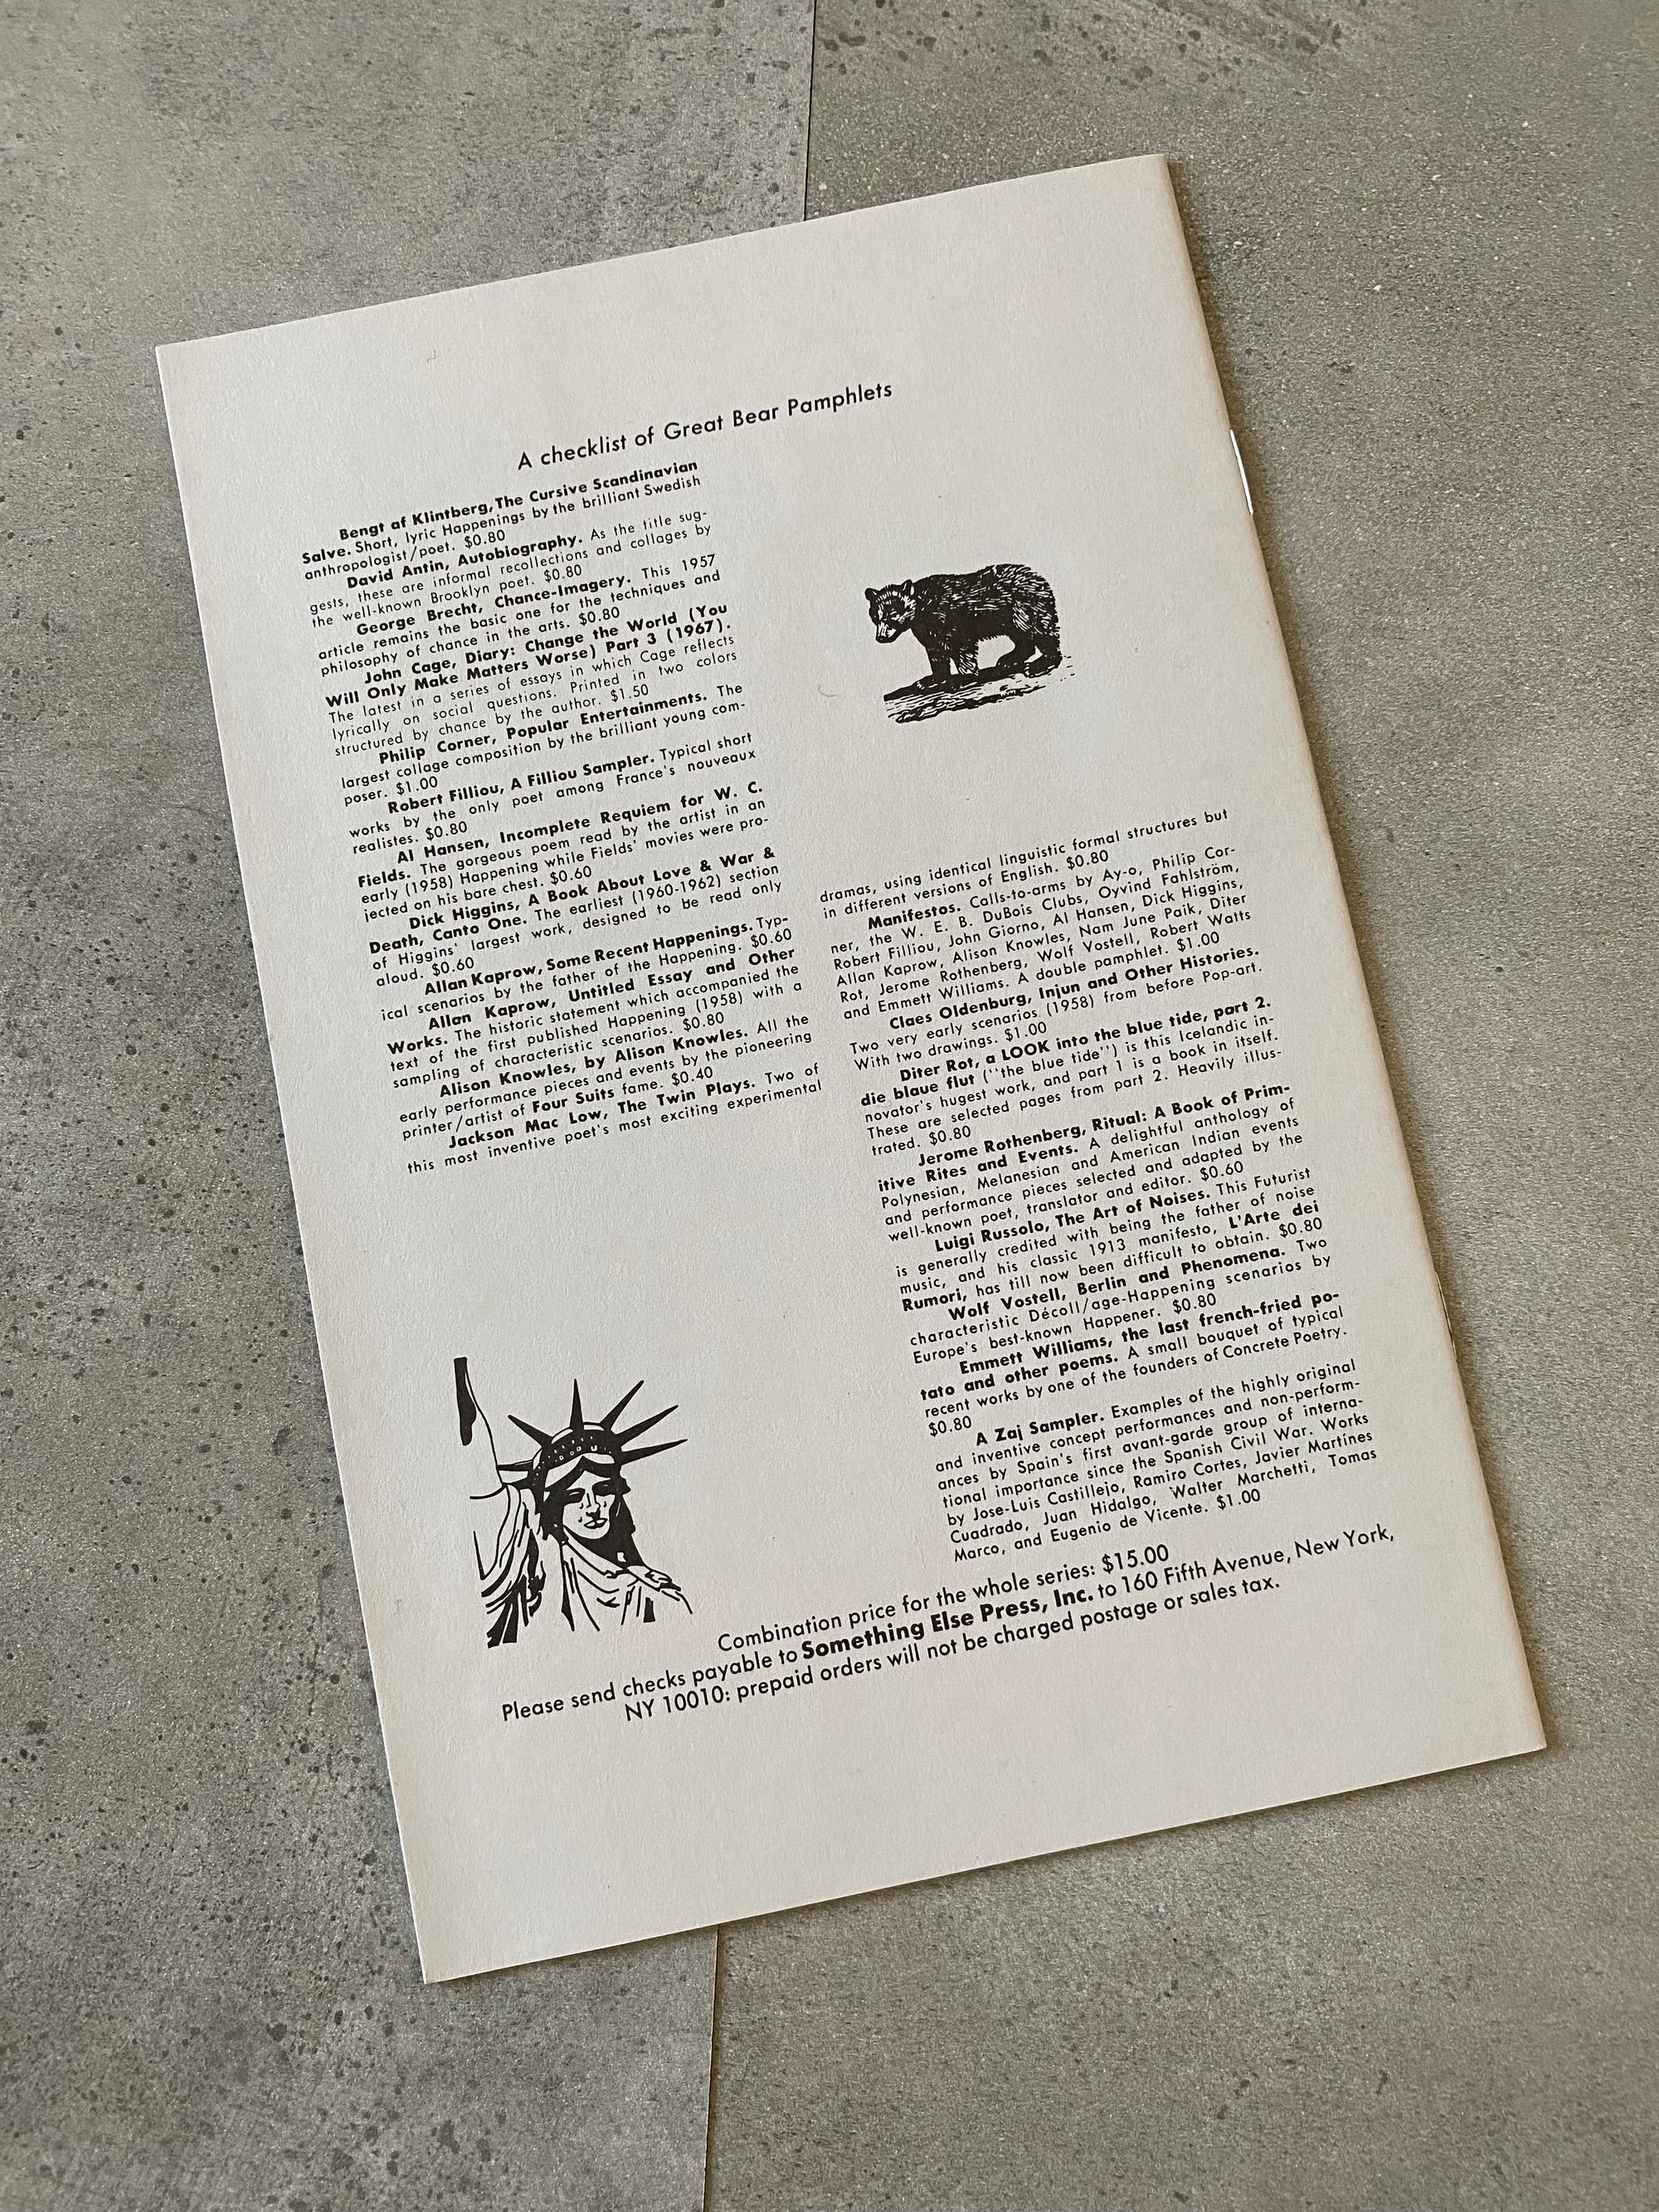 A checklist of Great Bear Pamphlets
Bengt af Klintberg, The Cursive Scandinavian
Salve. Short, lyric Happenings by the brilliant Swedish
anthropologist/poet. $0.80
David Antin, Autobiography. As the title sug-
gests, these are informal recollections and collages by
the well-known Brooklyn poet. $0.80
George Brecht, Chance-Imagery. This 1957
article remains the basic one for the techniques and
philosophy of chance in the arts. $0.80
John Cage, Diary: Change the World (You
Will Only Make Matters Worse) Part 3 (1967).
The latest in a series of essays in which Cage reflects
lyrically on social questions. Printed in two colors
structured by chance by the author. $1.50
Philip Corner, Popular Entertainments. The
largest collage composition by the brilliant young com-
poser. $1.00
Robert Filliou, A Filliou Sampler. Typical short
works by the only poet among France's nouveaux
realistes. $0.80
Al Hansen, Incomplete Requiem for W. C.
Fields. The gorgeous poem read by the artist in an
early (1958) Happening while Fields' movies were pro-
jected on his bare chest. $0.60
Dick Higgins, A Book About Love & War &
Death, Canto One. The earliest (1960-1962) section
of Higgins' largest work, designed to be read only
aloud. $0.60
Allan Kaprow, Some Recent Happenings. Typ-
ical scenarios by the father of the Happening. $0.60
Allan Kaprow, Untitled Essay and Other
Works. The historic statement which accompanied the
text of the first published Happening (1958) with a
sampling of characteristic scenarios. $0.80
Alison Knowles, by Alison Knowles. All the
early performance pieces and events by the pioneering
printer/artist of Four Suits fame. $0.40
Jackson Mac Low, The Twin Plays. Two of
this most inventive poet's most exciting experimental
dramas, using identical linguistic formal structures but
in different versions of English. $0.80
Manifestos. Calls-to-arms by Ay-o, Philip Cor-
ner, the W. E. B. DuBois Clubs, Oyvind Fahlström,
Robert Filliou, John Giorno, Al Hansen, Dick Higgins,
Allan Kaprow, Alison Knowles, Nam June Paik, Diter
Rot, Jerome Rothenberg, Wolf Vostell, Robert Watts
and Emmett Williams. A double pamphlet. $1.00
Claes Oldenburg, Injun and Other Histories.
Two very early scenarios (1958) from before Pop-art.
With two drawings. $1.00
Diter Rot, a LOOK into the blue tide, part 2.
die blaue flut ("the blue tide") is this Icelandic in-
novator's hugest work, and part 1 is a book in itself.
These are selected pages from part 2. Heavily illus-
trated. $0.80
Jerome Rothenberg, Ritual: A Book of Prim-
itive Rites and Events. A delightful anthology of
Polynesian, Melanesian and American Indian events
and performance pieces selected and adapted by the
well-known poet, translator and editor. $0.60
Luigi Russolo, The Art of Noises. This Futurist
is generally credited with being the father of noise
music, and his classic 1913 manifesto, L'Arte dei
Rumori, has till now been difficult to obtain. $0.80
Wolf Vostell, Berlin and Phenomena. Two
characteristic Décoll/age-Happening scenarios by
Europe's best-known Happener. $0.80
Emmett Williams, the last french-fried po-
tato and other poems. A small bouquet of typical
recent works by one of the founders of Concrete Poetry.
$0.80
A Zaj Sampler. Examples of the highly original
and inventive concept performances and non-perform-
ances by Spain's first avant-garde group of interna-
tional importance since the Spanish Civil War. Works
by Jose-Luis Castillejo, Ramiro Cortes, Javier Martines
Cuadrado, Juan Hidalgo, Walter Marchetti, Tomas
Marco, and Eugenio de Vicente. $1.00
Combination price for the whole series: $15.00
Please send checks payable to Something Else Press, Inc. to 160 Fifth Avenue, New York,
NY 10010: prepaid orders will not be charged postage or sales tax.